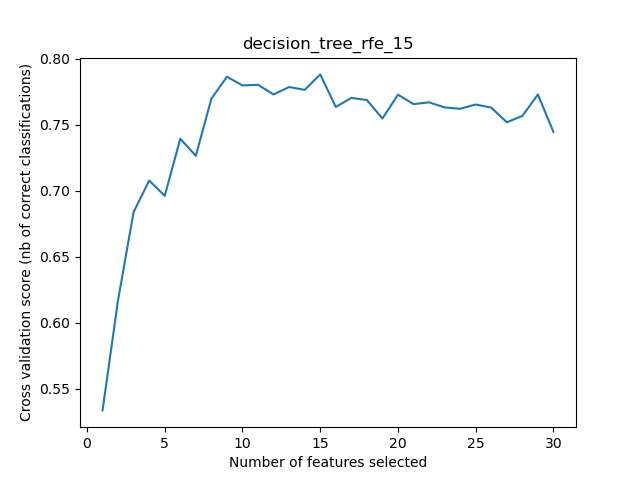 decision_tree_rfe_15
Cross validation score (nb of correct classifications)
0.80
0.75
0.70
0.65
0.60
0.55
0 5 10 15 20 25 30
Number of features selected